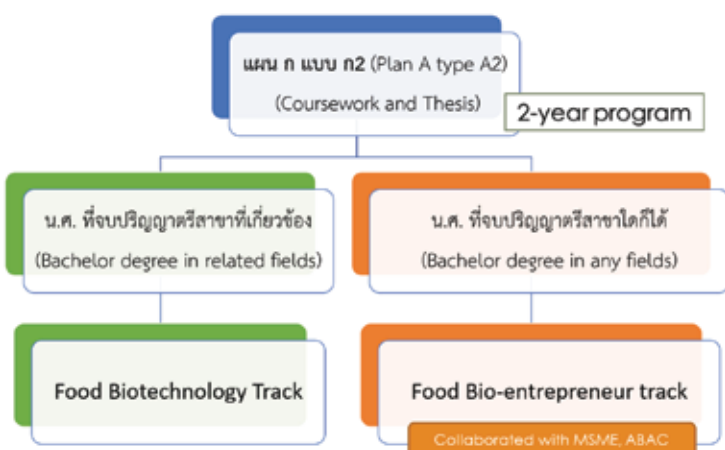 แผน ก แบบ ก2 (Plan A type A2)
(Coursework and Thesis)
2-year program
น.ศ. ที่จบปริญญาตรีสาขาที่เกี่ยวข้อง
(Bachelor degree in related fields)
น.ศ. ที่จบปริญญาตรีสาขาใดก็ได้
(Bachelor degree in any fields)
Food Biotechnology Track
Food Bio-entrepreneur track
Collaborated with MSME, ABAC